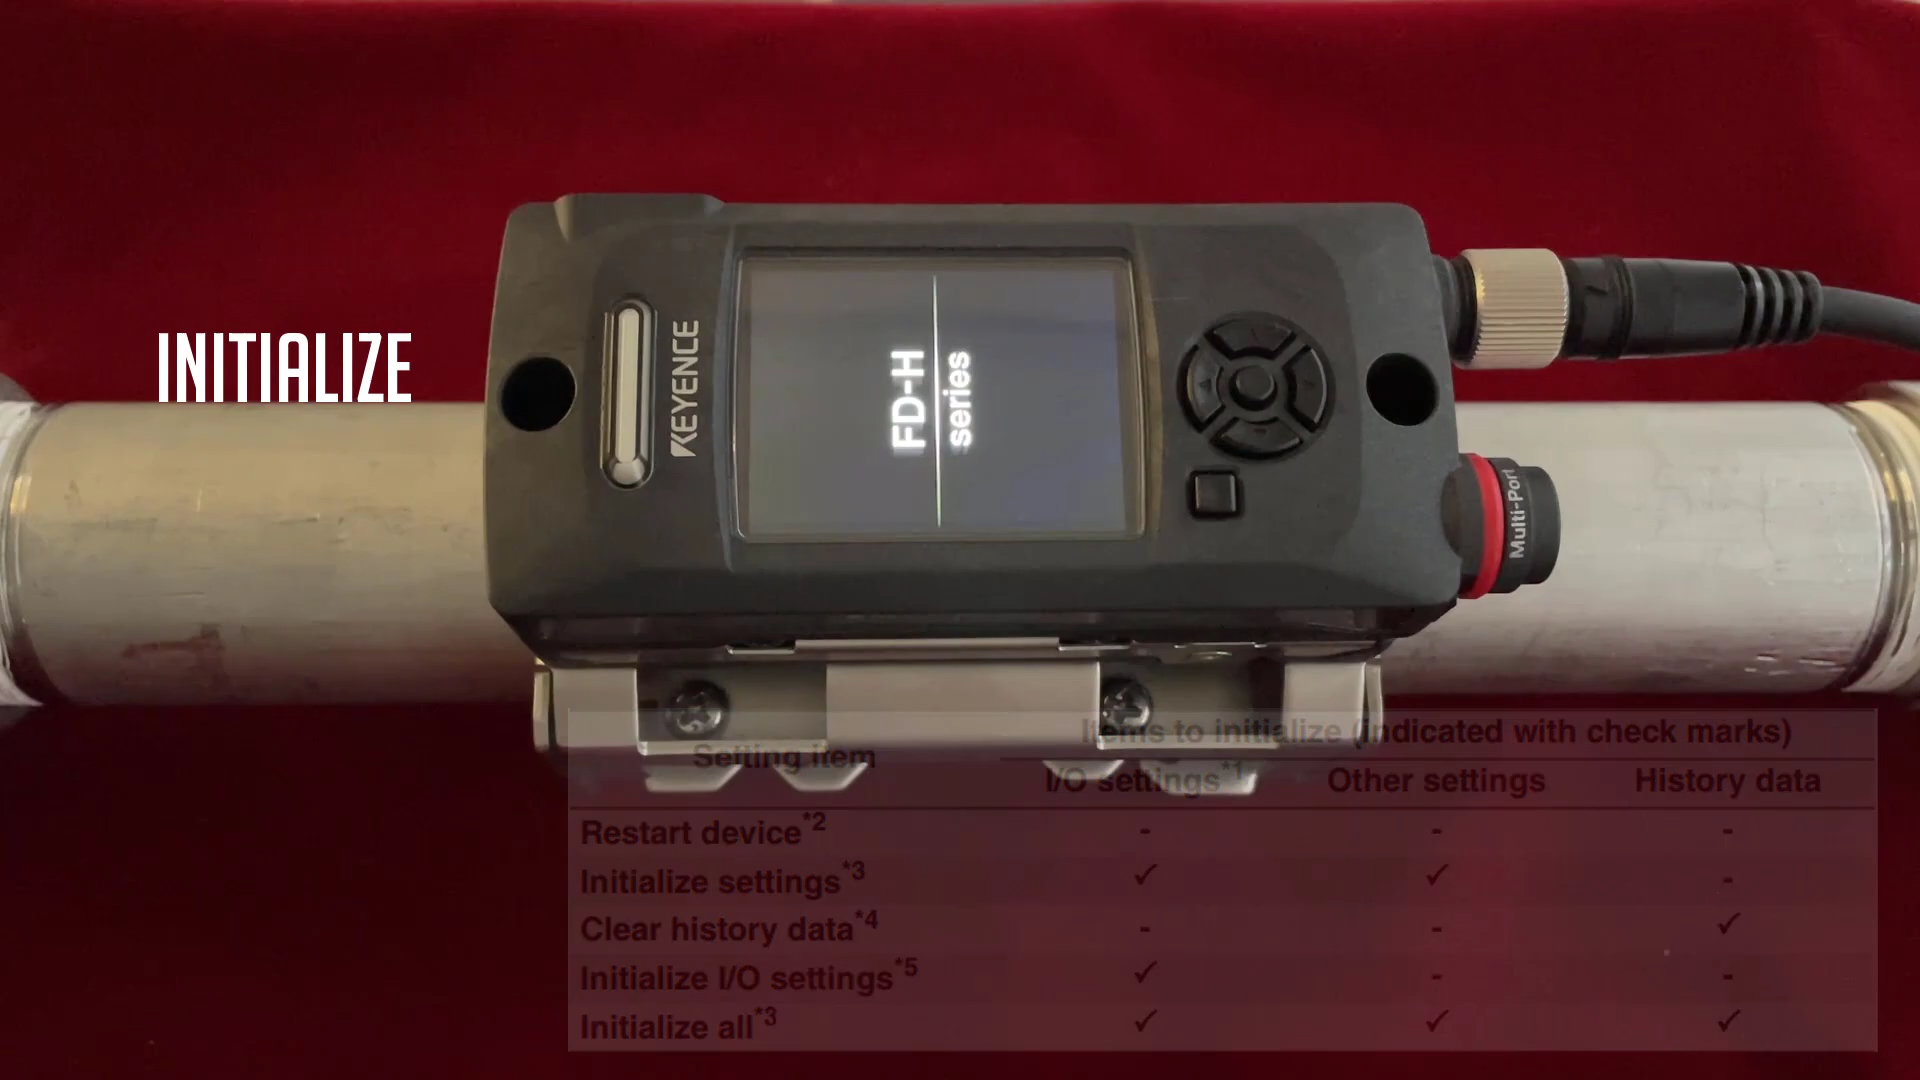 INITIALIZE
KEYENCE
FD-H
series
Multi-Port
Setting item
Items to initialize (indicated with check marks)
I/O settings*1 Other settings History data
Restart device*2 - - -
Initialize settings*3 ✓ ✓ -
Clear history data*4 - - ✓
Initialize I/O settings*5 ✓ - -
Initialize all*3 ✓ ✓ ✓